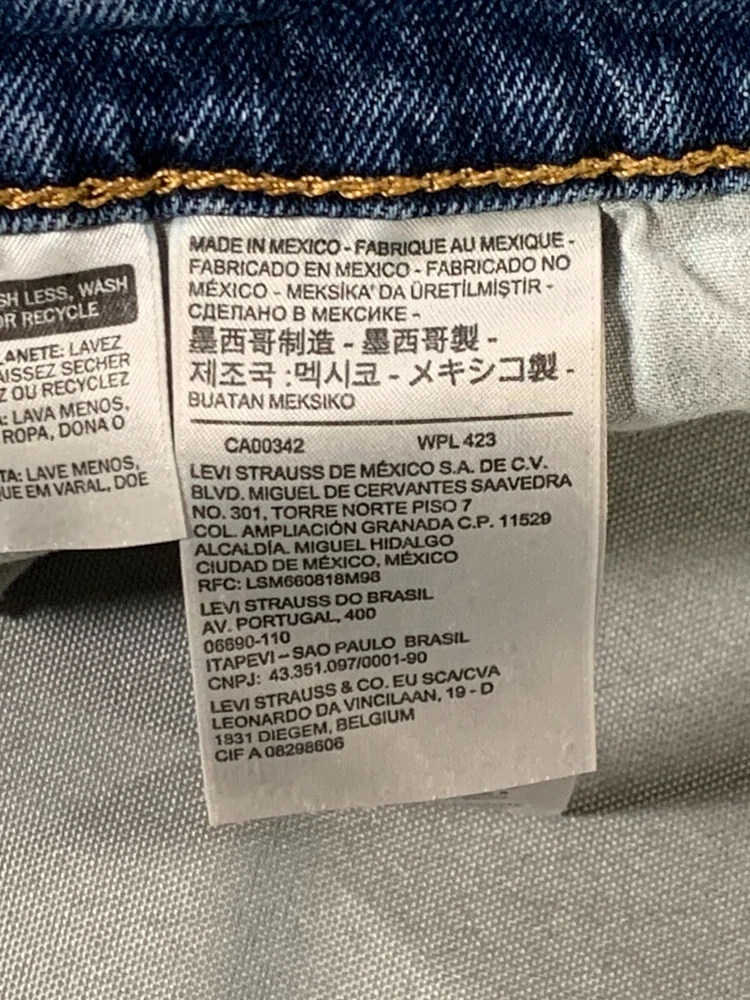 SH LESS, WASH
OR RECYCLE
LANETE: LAVEZ
AISSEZ SECHER
Z OU RECYCLEZ
A: LAVA MENOS,
ROPA, DONA O
TA: LAVE MENOS,
QUE EM VARAL, DOE
MADE IN MEXICO - FABRIQUE AU MEXIQUE -
FABRICADO EN MEXICO - FABRICADO NO
MÉXICO - MEKSİKA' DA ÜRETİLMİŞTİR -
СДЕЛАНО В МЕКСИКЕ -
墨西哥制造 - 墨西哥製 -
제조국 :멕시코 - メキシコ製 -
BUATAN MEKSIKO
CA00342 WPL 423
LEVI STRAUSS DE MÉXICO S.A. DE C.V.
BLVD. MIGUEL DE CERVANTES SAAVEDRA
NO. 301, TORRE NORTE PISO 7
COL. AMPLIACIÓN GRANADA C.P. 11529
ALCALDÍA. MIGUEL HIDALGO
CIUDAD DE MÉXICO, MÉXICO
RFC: LSM660818M98
LEVI STRAUSS DO BRASIL
AV. PORTUGAL, 400
06690-110
ITAPEVI – SAO PAULO BRASIL
CNPJ: 43.351.097/0001-90
LEVI STRAUSS & CO. EU SCA/CVA
LEONARDO DA VINCILAAN, 19 - D
1831 DIEGEM, BELGIUM
CIF A 08298606